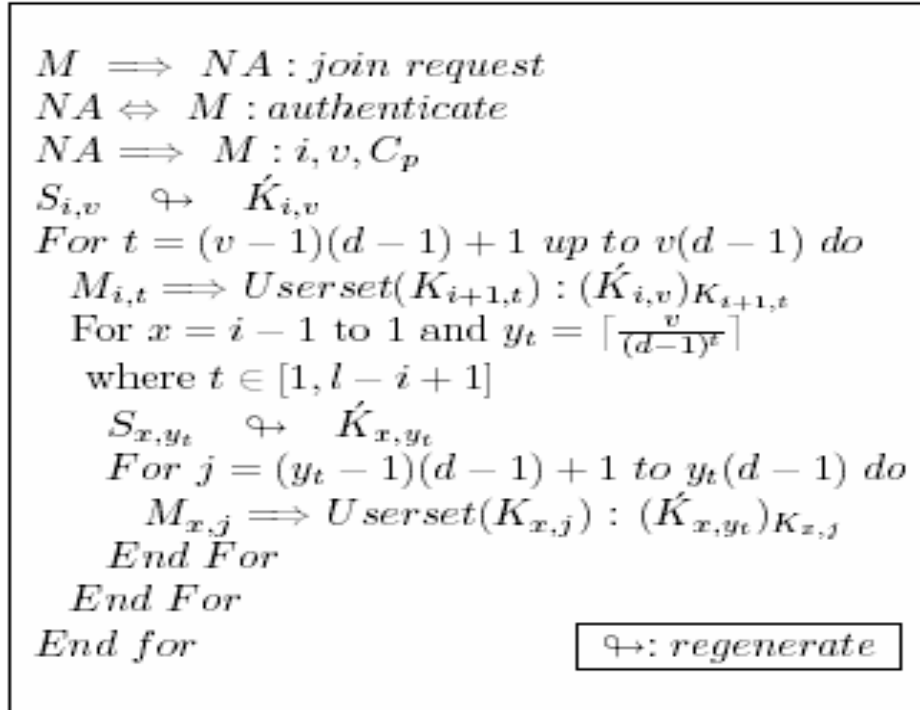 M ⟹ NA : join request
NA ⇔ M : authenticate
NA ⟹ M : i, v, C_p
S_{i,v} ↬ Ḱ_{i,v}
For t = (v − 1)(d − 1) + 1 up to v(d − 1) do
M_{i,t} ⟹ Userset(K_{i+1,t}) : (Ḱ_{i,v})_{K_{i+1,t}}
For x = i − 1 to 1 and y_t = ⌈v/(d−1)^t⌉
where t ∈ [1, l − i + 1]
S_{x,y_t} ↬ Ḱ_{x,y_t}
For j = (y_t − 1)(d − 1) + 1 to y_t(d − 1) do
M_{x,j} ⟹ Userset(K_{x,j}) : (Ḱ_{x,y_t})_{K_{x,j}}
End For
End For
End for
↬: regenerate